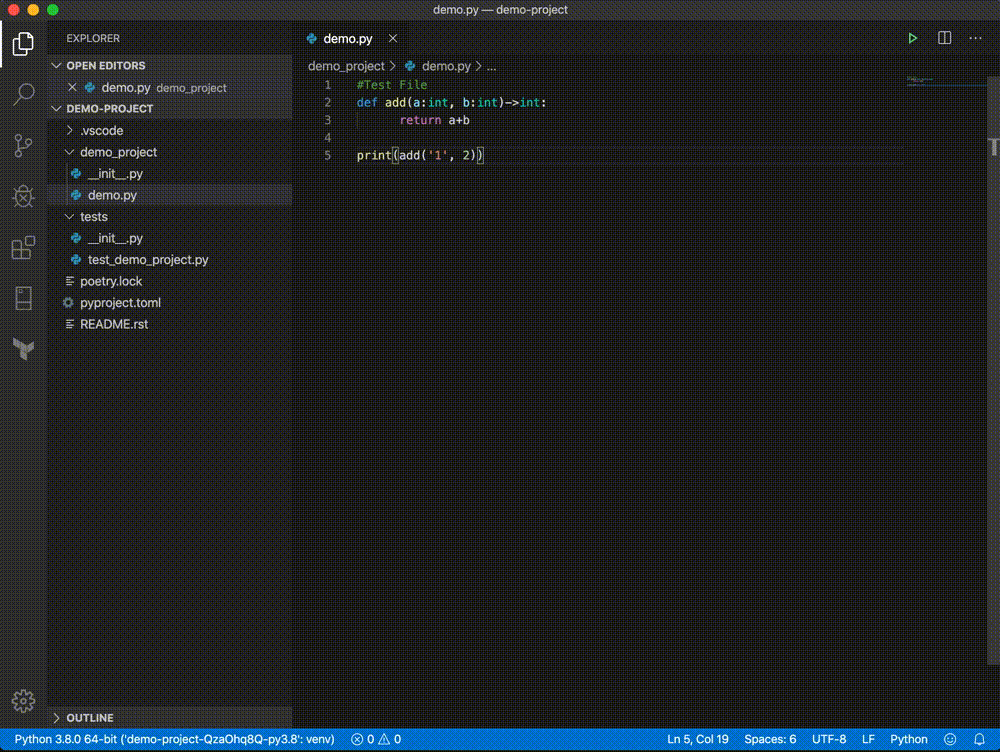 demo.py — demo-project
EXPLORER
OPEN EDITORS
demo.py demo_project
DEMO-PROJECT
.vscode
demo_project
__init__.py
demo.py
tests
__init__.py
test_demo_project.py
poetry.lock
pyproject.toml
README.rst
OUTLINE
demo.py
demo_project > demo.py > ...
1 #Test File
2 def add(a:int, b:int)->int:
3 return a+b
4
5 print(add('1', 2))
Python 3.8.0 64-bit ('demo-project-QzaOhq8Q-py3.8': venv) 0 0 Ln 5, Col 19 Spaces: 6 UTF-8 LF Python